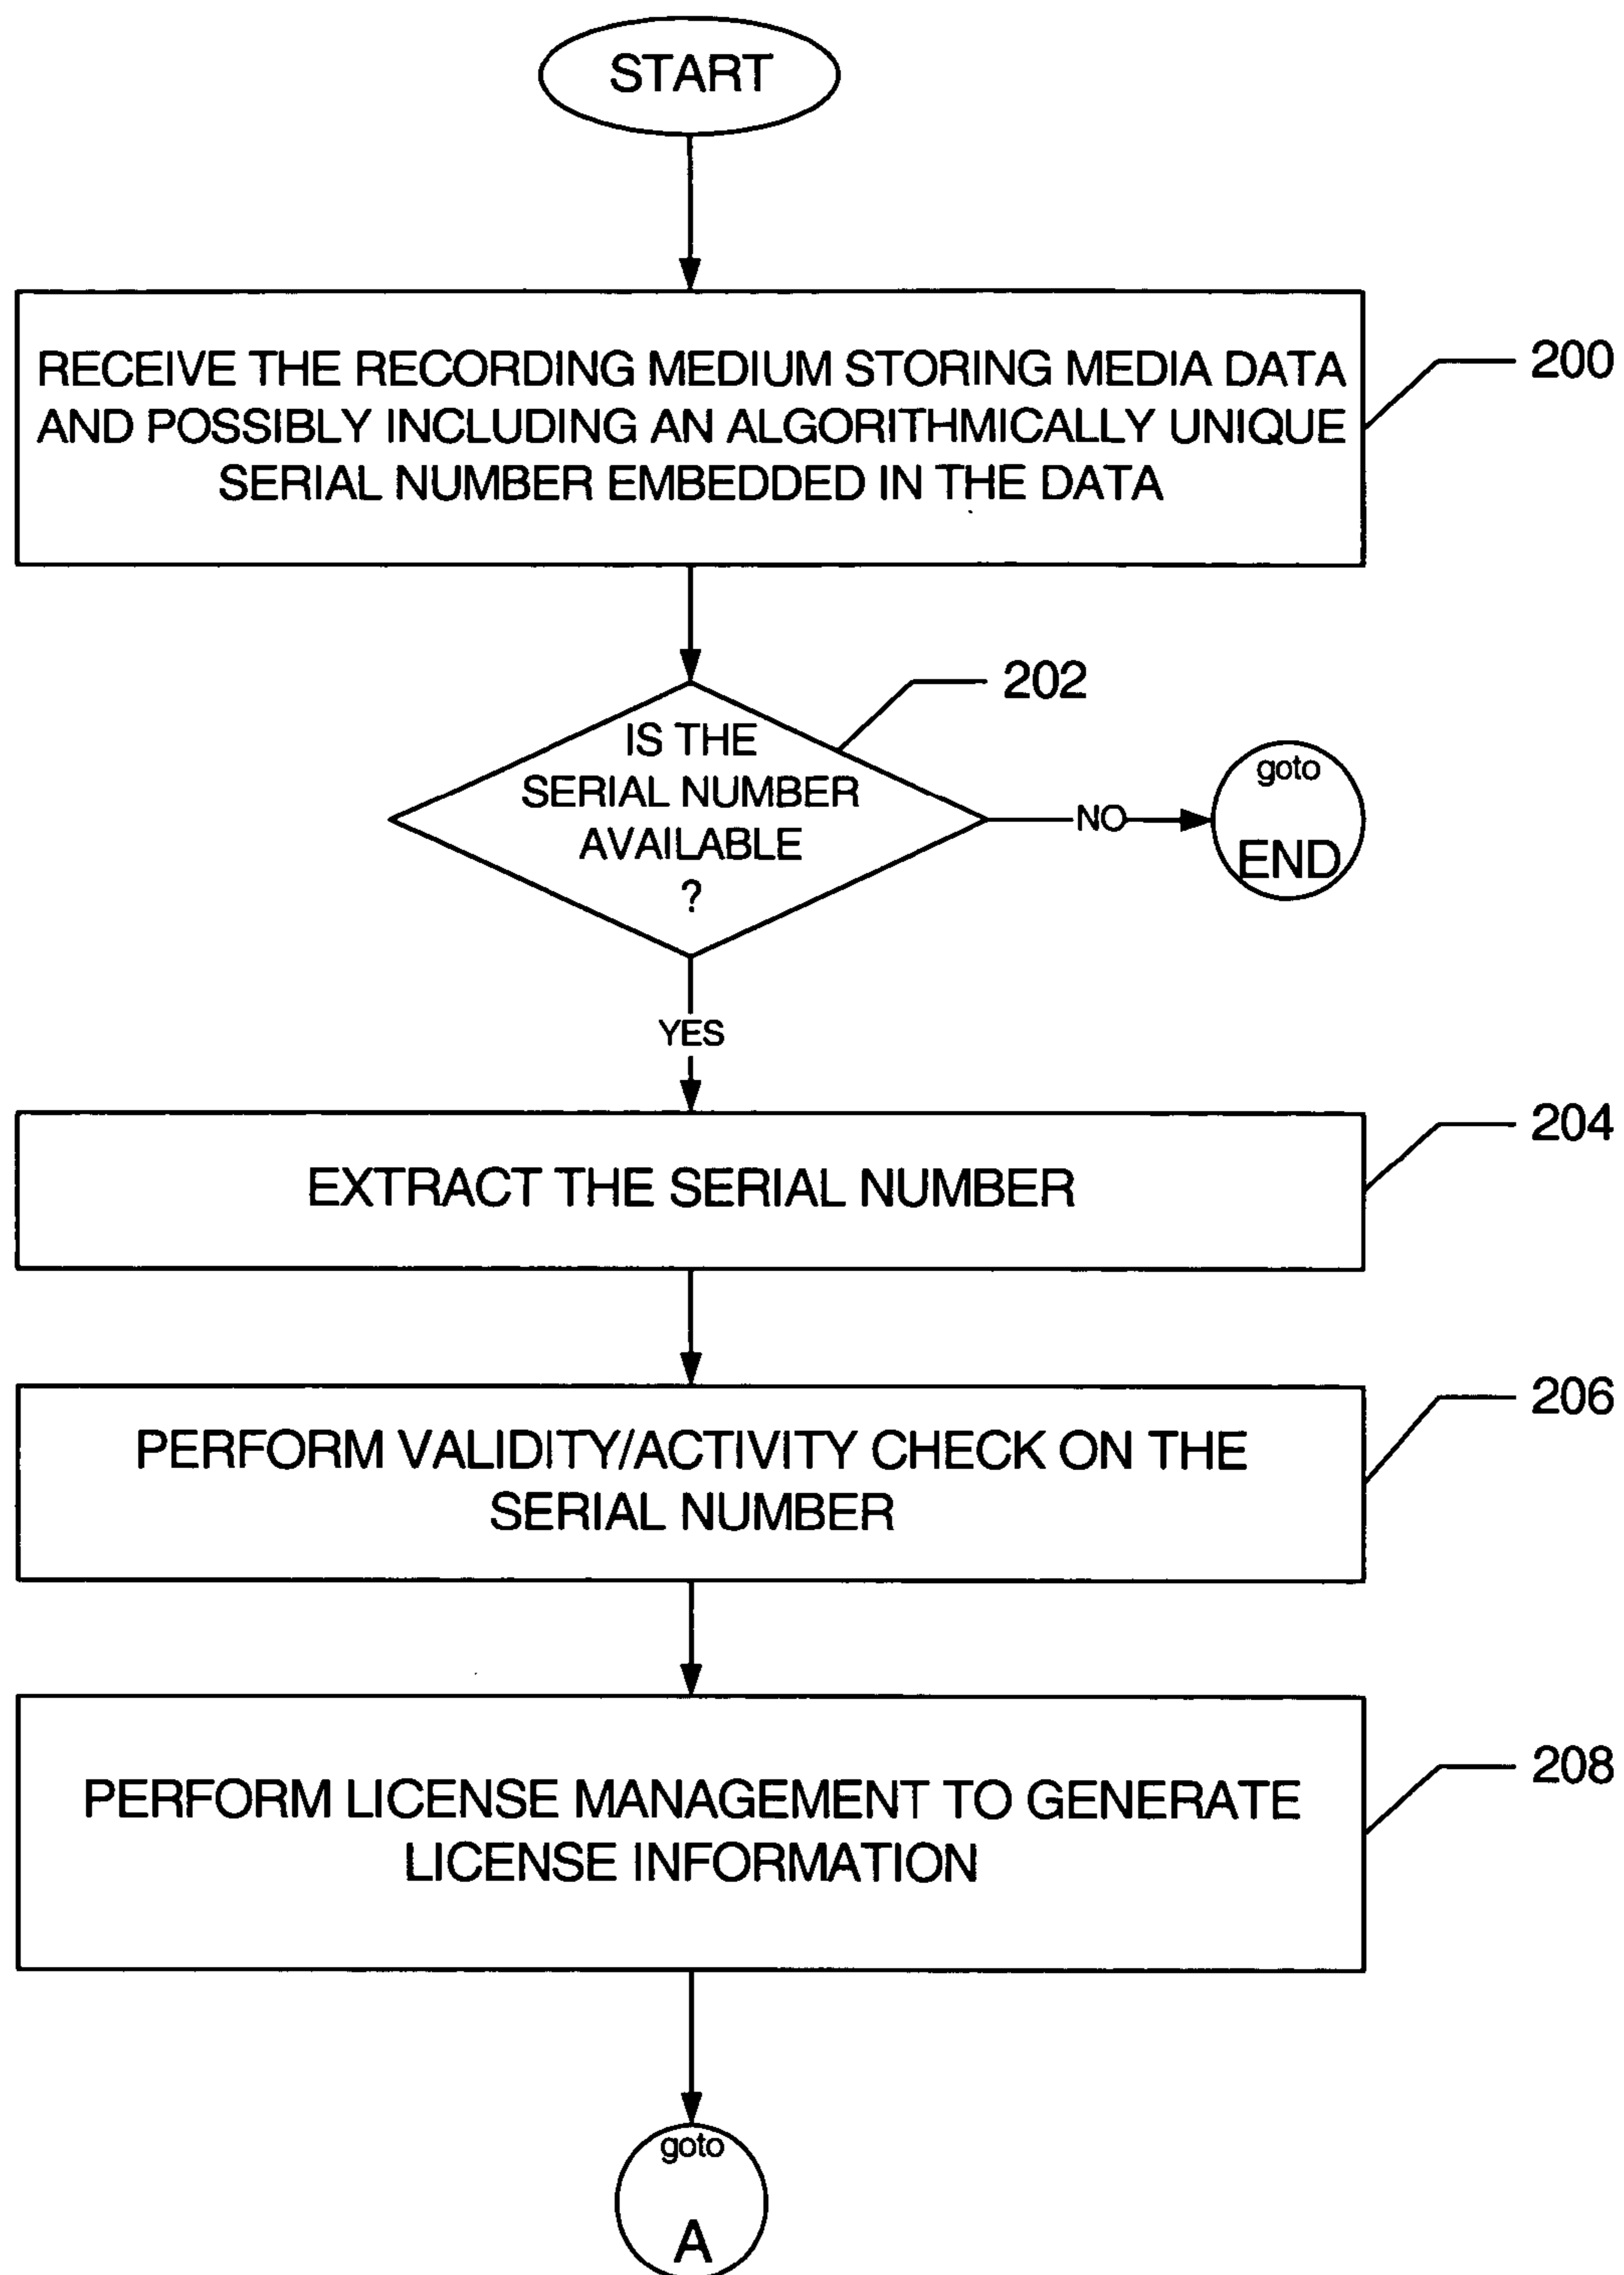 START
RECEIVE THE RECORDING MEDIUM STORING MEDIA DATA
AND POSSIBLY INCLUDING AN ALGORITHMICALLY UNIQUE
SERIAL NUMBER EMBEDDED IN THE DATA
200
IS THE
SERIAL NUMBER
AVAILABLE
?
202
NO
goto
END
YES
EXTRACT THE SERIAL NUMBER
204
PERFORM VALIDITY/ACTIVITY CHECK ON THE
SERIAL NUMBER
206
PERFORM LICENSE MANAGEMENT TO GENERATE
LICENSE INFORMATION
208
goto
A